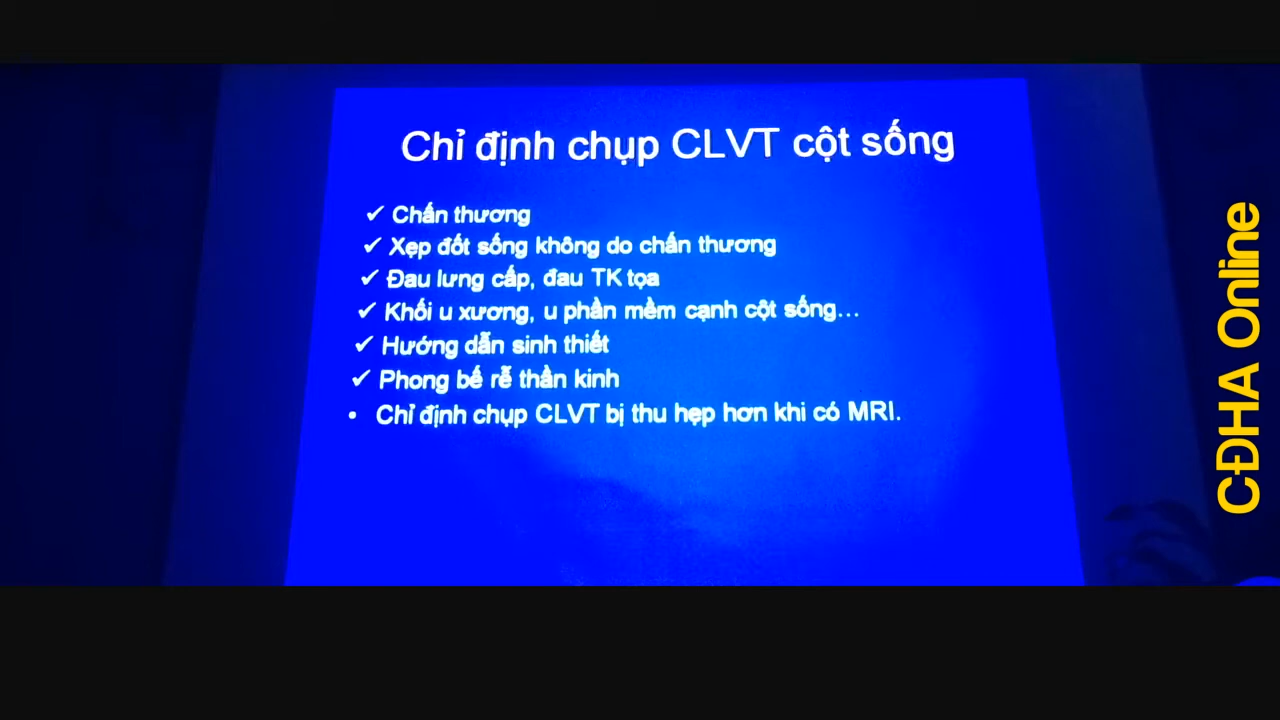 Chỉ định chụp CLVT cột sống
✓ Chấn thương
✓ Xẹp đốt sống không do chấn thương
✓ Đau lưng cấp, đau TK tọa
✓ Khối u xương, u phần mềm cạnh cột sống...
✓ Hướng dẫn sinh thiết
✓ Phong bế rễ thần kinh
• Chỉ định chụp CLVT bị thu hẹp hơn khi có MRI.
CĐHA Online